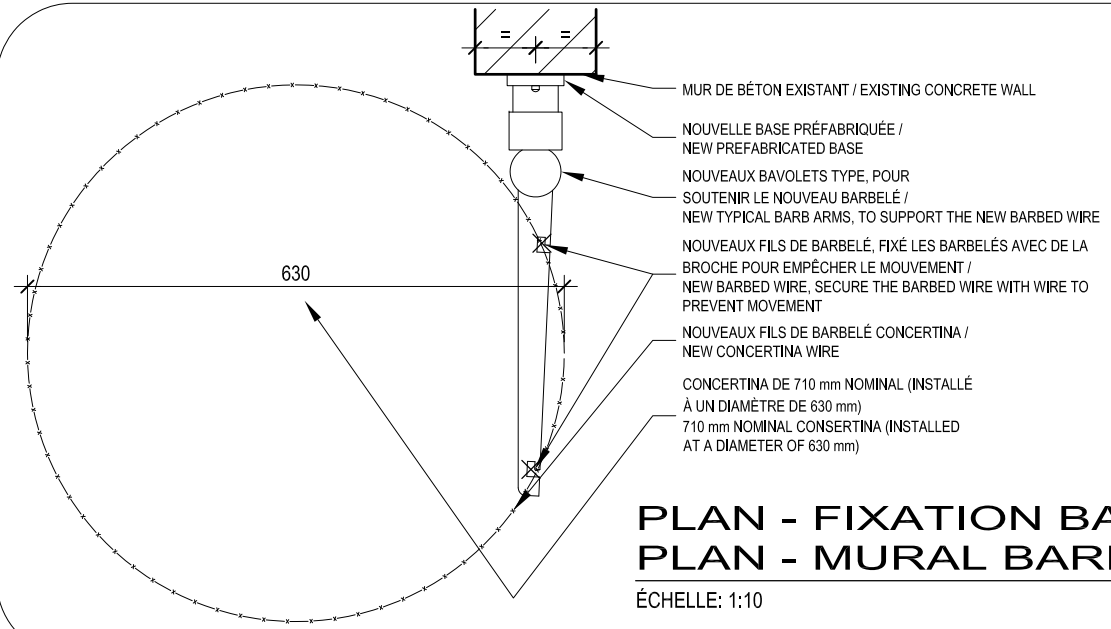 = =
MUR DE BÉTON EXISTANT / EXISTING CONCRETE WALL
NOUVELLE BASE PRÉFABRIQUÉE /
NEW PREFABRICATED BASE
NOUVEAUX BAVOLETS TYPE, POUR
SOUTENIR LE NOUVEAU BARBELÉ /
NEW TYPICAL BARB ARMS, TO SUPPORT THE NEW BARBED WIRE
NOUVEAUX FILS DE BARBELÉ, FIXÉ LES BARBELÉS AVEC DE LA
BROCHE POUR EMPÊCHER LE MOUVEMENT /
NEW BARBED WIRE, SECURE THE BARBED WIRE WITH WIRE TO
PREVENT MOVEMENT
630
NOUVEAUX FILS DE BARBELÉ CONCERTINA /
NEW CONCERTINA WIRE
CONCERTINA DE 710 mm NOMINAL (INSTALLÉ
À UN DIAMÈTRE DE 630 mm)
710 mm NOMINAL CONSERTINA (INSTALLED
AT A DIAMETER OF 630 mm)
PLAN - FIXATION BA
PLAN - MURAL BAR
ÉCHELLE: 1:10